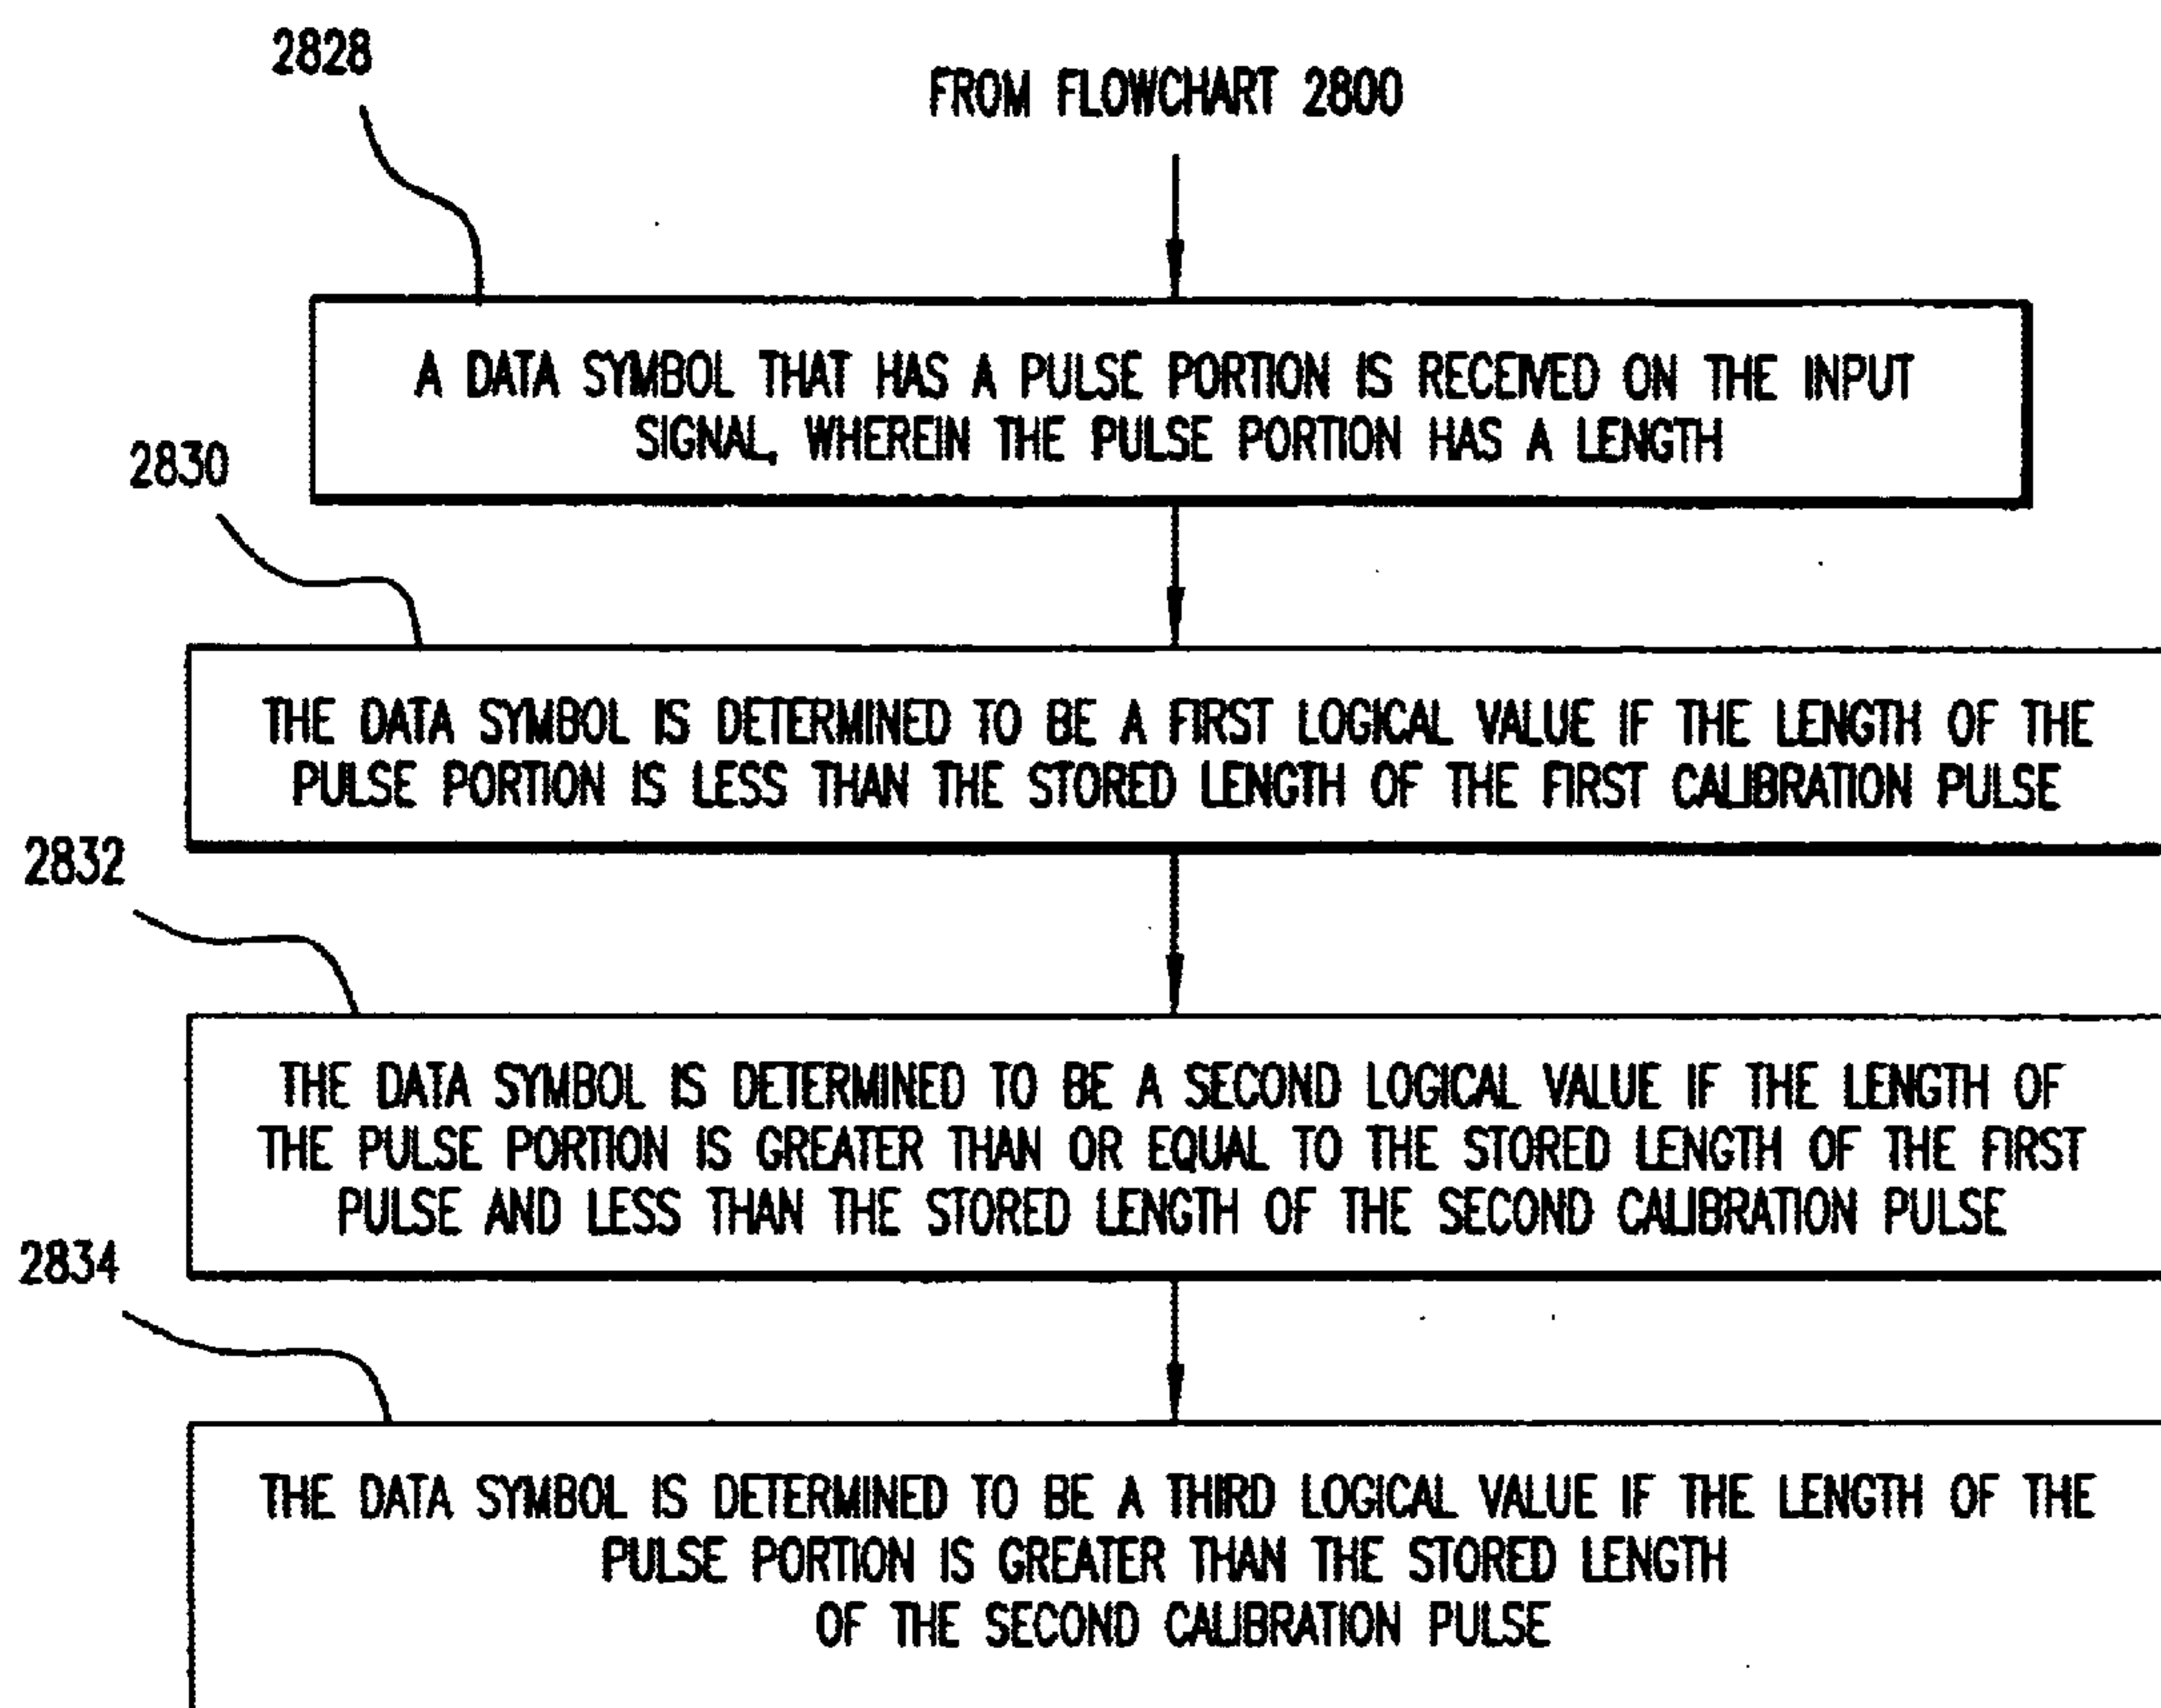 2828
FROM FLOWCHART 2800
A DATA SYMBOL THAT HAS A PULSE PORTION IS RECEIVED ON THE INPUT
SIGNAL, WHEREIN THE PULSE PORTION HAS A LENGTH
2830
THE DATA SYMBOL IS DETERMINED TO BE A FIRST LOGICAL VALUE IF THE LENGTH OF THE
PULSE PORTION IS LESS THAN THE STORED LENGTH OF THE FIRST CALIBRATION PULSE
2832
THE DATA SYMBOL IS DETERMINED TO BE A SECOND LOGICAL VALUE IF THE LENGTH OF
THE PULSE PORTION IS GREATER THAN OR EQUAL TO THE STORED LENGTH OF THE FIRST
PULSE AND LESS THAN THE STORED LENGTH OF THE SECOND CALIBRATION PULSE
2834
THE DATA SYMBOL IS DETERMINED TO BE A THIRD LOGICAL VALUE IF THE LENGTH OF THE
PULSE PORTION IS GREATER THAN THE STORED LENGTH
OF THE SECOND CALIBRATION PULSE